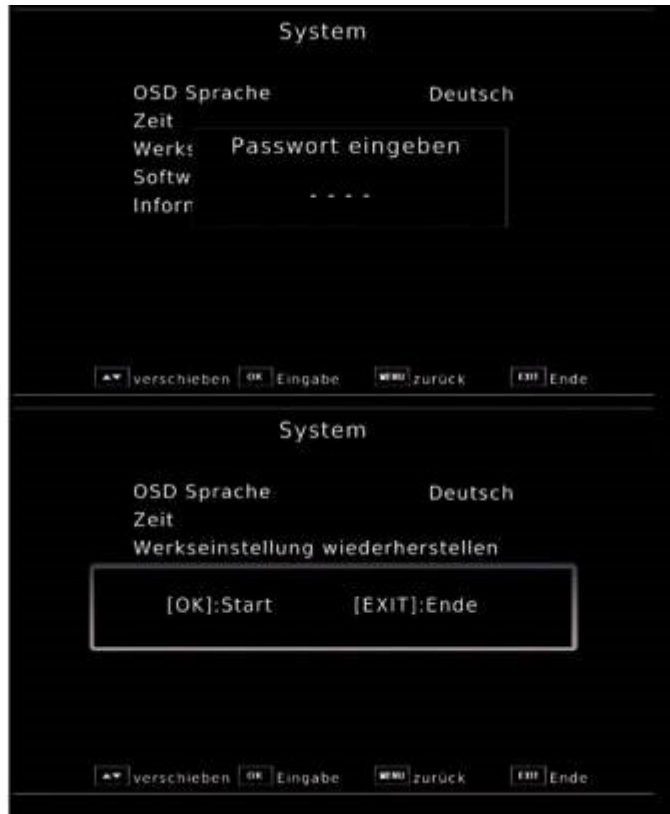 System
OSD Sprache Deutsch
Zeit
Werks
Passwort eingeben
Softw
- - - -
Inforn
verschieben OK Eingabe MENU zurück EXIT Ende
System
OSD Sprache Deutsch
Zeit
Werkseinstellung wiederherstellen
[OK]:Start [EXIT]:Ende
verschieben OK Eingabe MENU zurück EXIT Ende